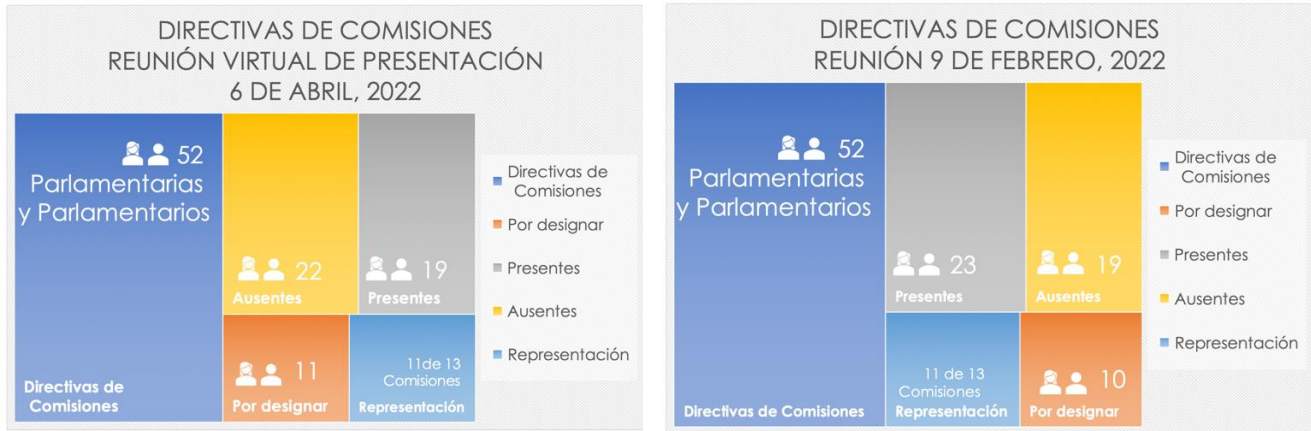 DIRECTIVAS DE COMISIONES
REUNIÓN VIRTUAL DE PRESENTACIÓN
6 DE ABRIL, 2022
52
Parlamentarias
y Parlamentarios
Directivas de
Comisiones
22
Ausentes
19
Presentes
11
Por designar
11de 13
Comisiones
Representación
Directivas de
Comisiones
Por designar
Presentes
Ausentes
Representación
DIRECTIVAS DE COMISIONES
REUNIÓN 9 DE FEBRERO, 2022
52
Parlamentarias
y Parlamentarios
Directivas de Comisiones
23
Presentes
19
Ausentes
11 de 13
Comisiones
Representación
10
Por designar
Directivas de
Comisiones
Por designar
Presentes
Ausentes
Representación